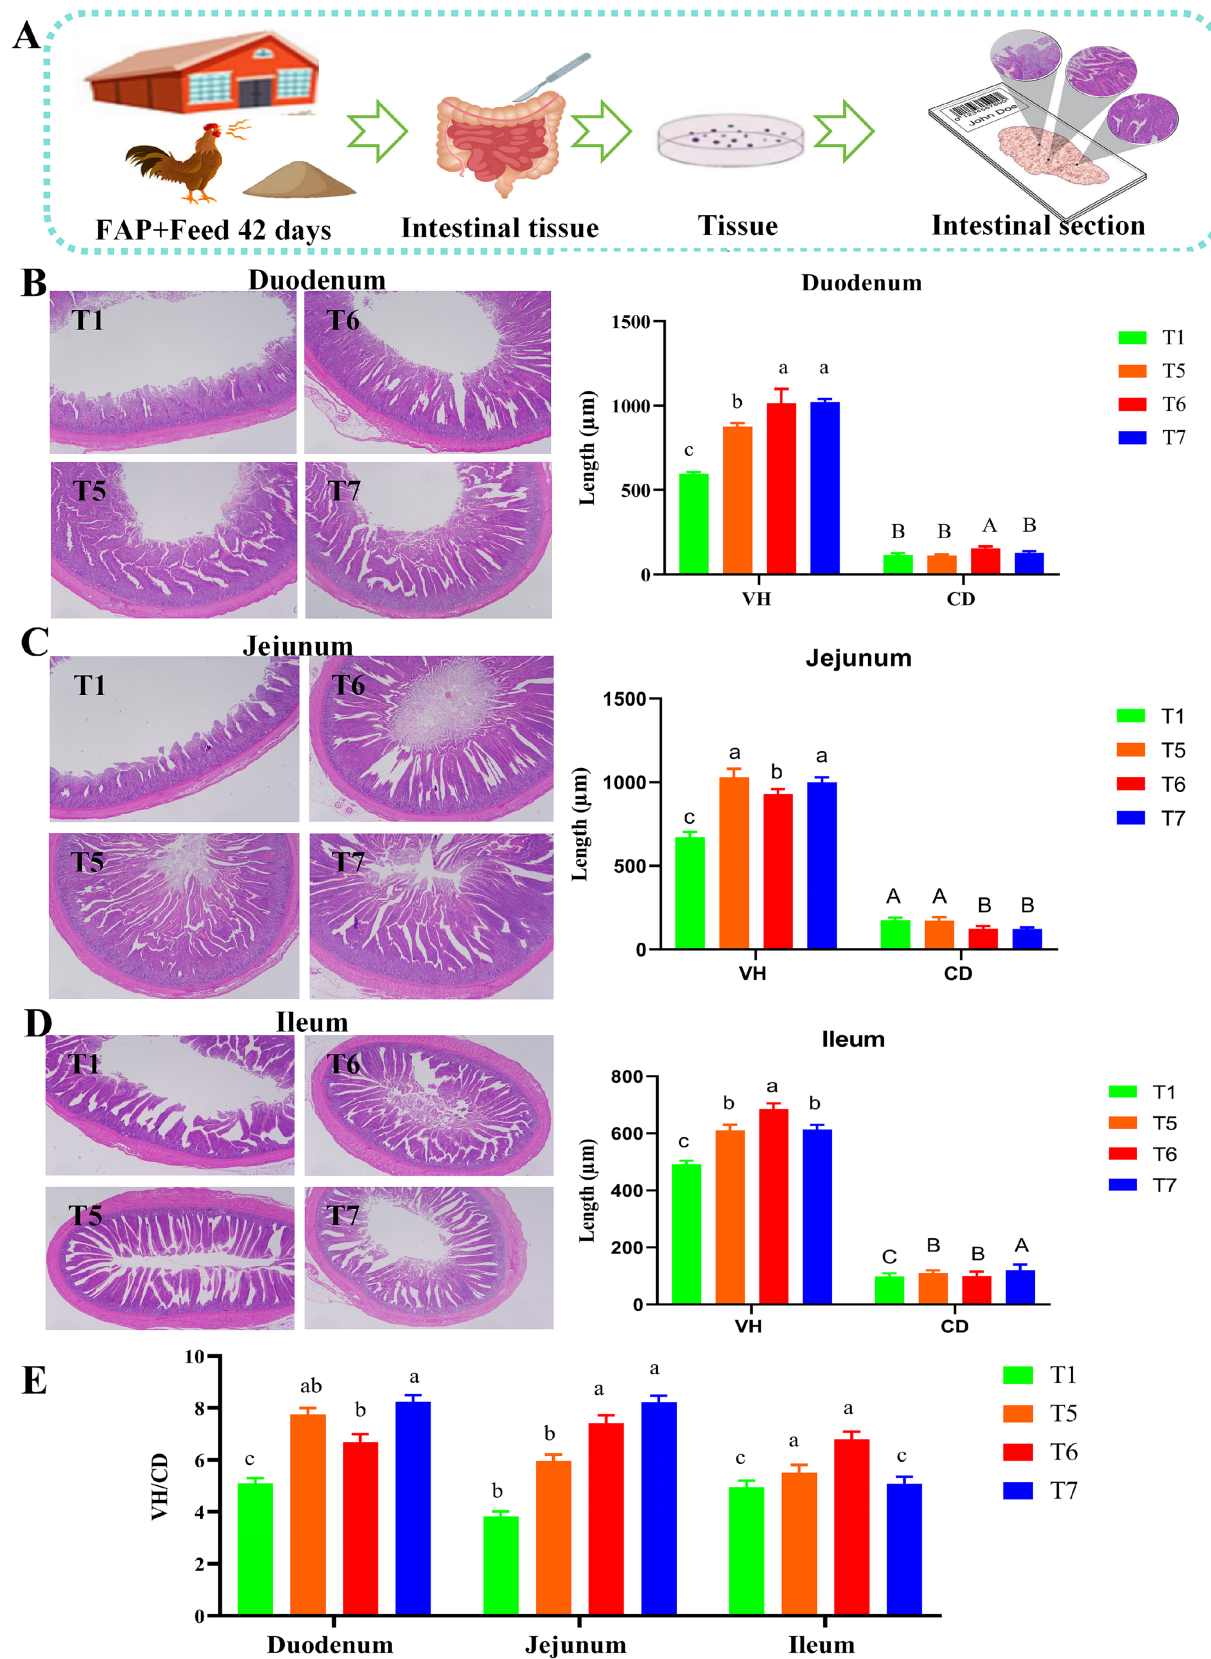 A
John Doe
FAP+Feed 42 days
Intestinal tissue
Tissue
Intestinal section
B
Duodenum
T1
T6
T5
T7
Duodenum
Length (μm)
1500
1000
500
0
c
b
a
a
B
B
A
B
VH
CD
T1
T5
T6
T7
C
Jejunum
T1
T6
T5
T7
Jejunum
Length (μm)
1500
1000
500
0
c
a
b
a
A
A
B
B
VH
CD
T1
T5
T6
T7
D
Ileum
T1
T6
T5
T7
Ileum
Length (μm)
800
600
400
200
0
c
b
a
b
C
B
B
A
VH
CD
T1
T5
T6
T7
E
VH/CD
10
8
6
4
2
0
c
ab
b
a
b
b
a
a
c
a
a
c
Duodenum
Jejunum
Ileum
T1
T5
T6
T7